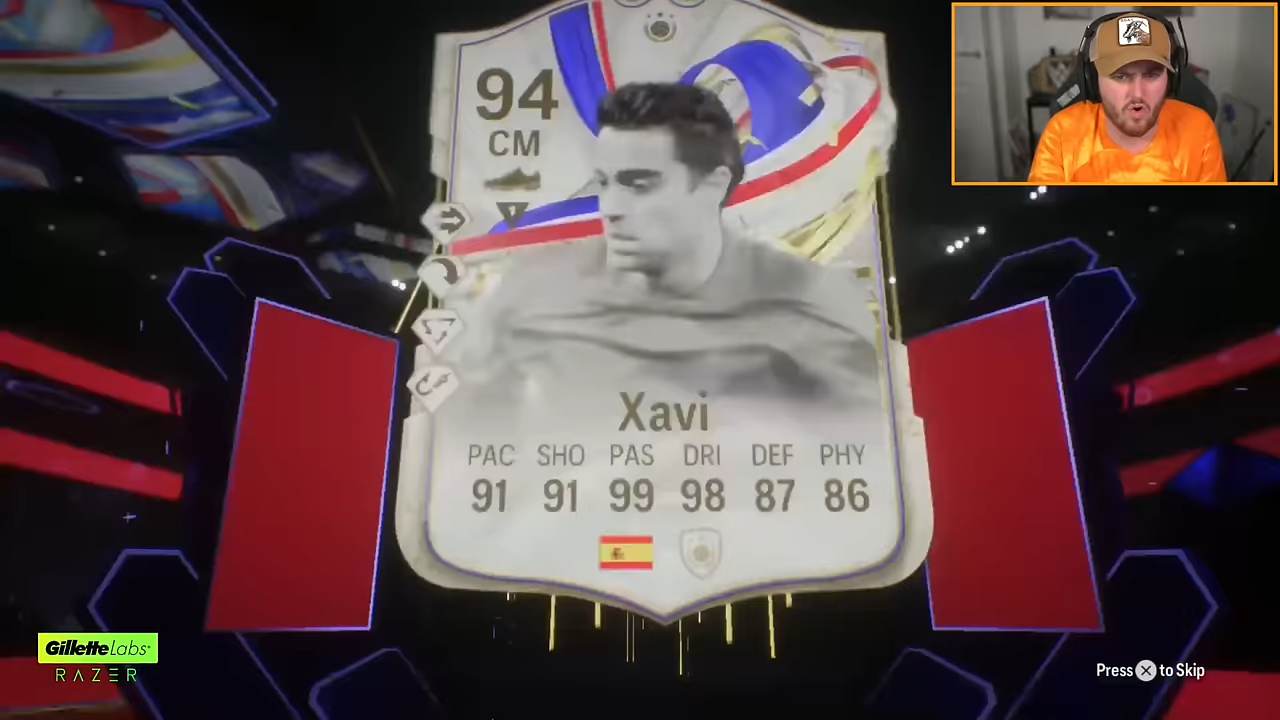 94
CM
Xavi
PAC SHO PAS DRI DEF PHY
91 91 99 98 87 86
GilletteLabs
RAZER
Press X to Skip